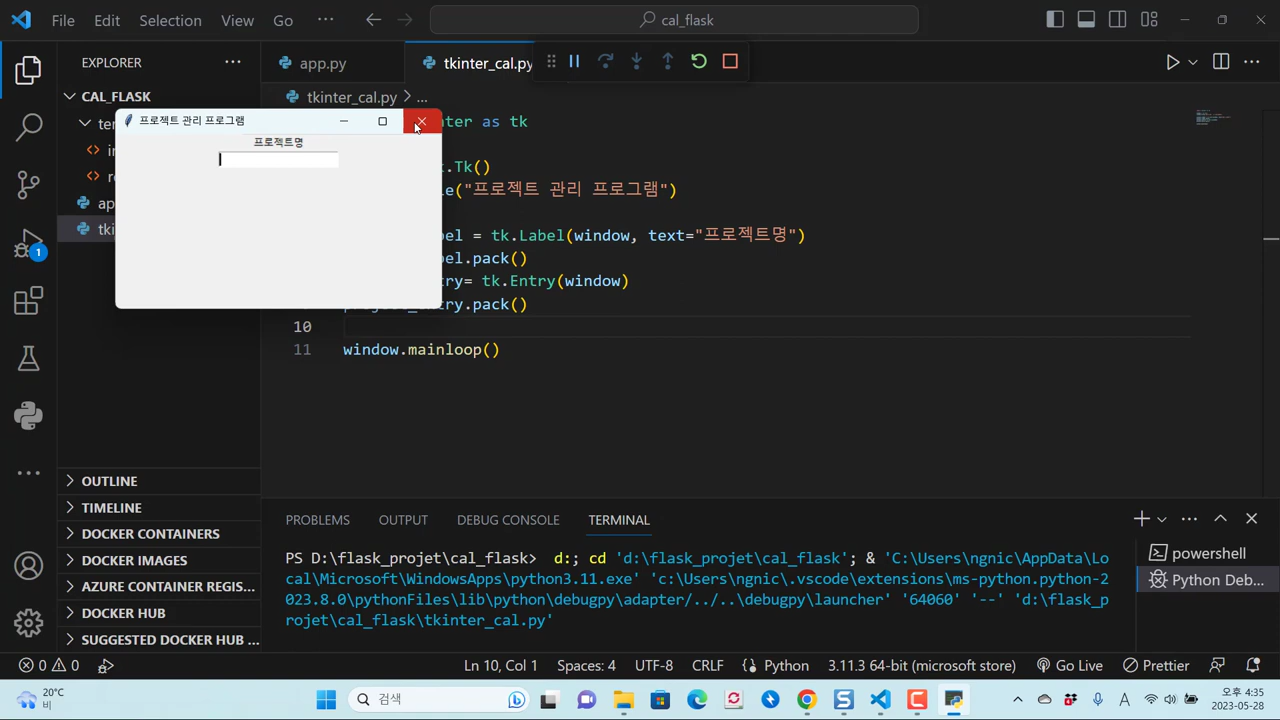 File Edit Selection View Go ··· cal_flask
EXPLORER ···
app.py
tkinter_cal.py
CAL_FLASK
tkinter_cal.py > ...
프로젝트 관리 프로그램
프로젝트명
as tk
.Tk()
("프로젝트 관리 프로그램")
= tk.Label(window, text="프로젝트명")
.pack()
= tk.Entry(window)
.pack()
10
11 window.mainloop()
1
OUTLINE
TIMELINE
DOCKER CONTAINERS
DOCKER IMAGES
AZURE CONTAINER REGIS...
DOCKER HUB
SUGGESTED DOCKER HUB ...
PROBLEMS OUTPUT DEBUG CONSOLE TERMINAL
PS D:\flask_projet\cal_flask> d:; cd 'd:\flask_projet\cal_flask'; & 'C:\Users\ngnic\AppData\Lo
cal\Microsoft\WindowsApps\python3.11.exe' 'c:\Users\ngnic\.vscode\extensions\ms-python.python-2
023.8.0\pythonFiles\lib\python\debugpy\adapter/../..\debugpy\launcher' '64060' '--' 'd:\flask_p
rojet\cal_flask\tkinter_cal.py'
powershell
Python Deb...
0 0 Ln 10, Col 1 Spaces: 4 UTF-8 CRLF Python 3.11.3 64-bit (microsoft store) Go Live Prettier
20°C
비
검색
A
오후 4:35
2023-05-28